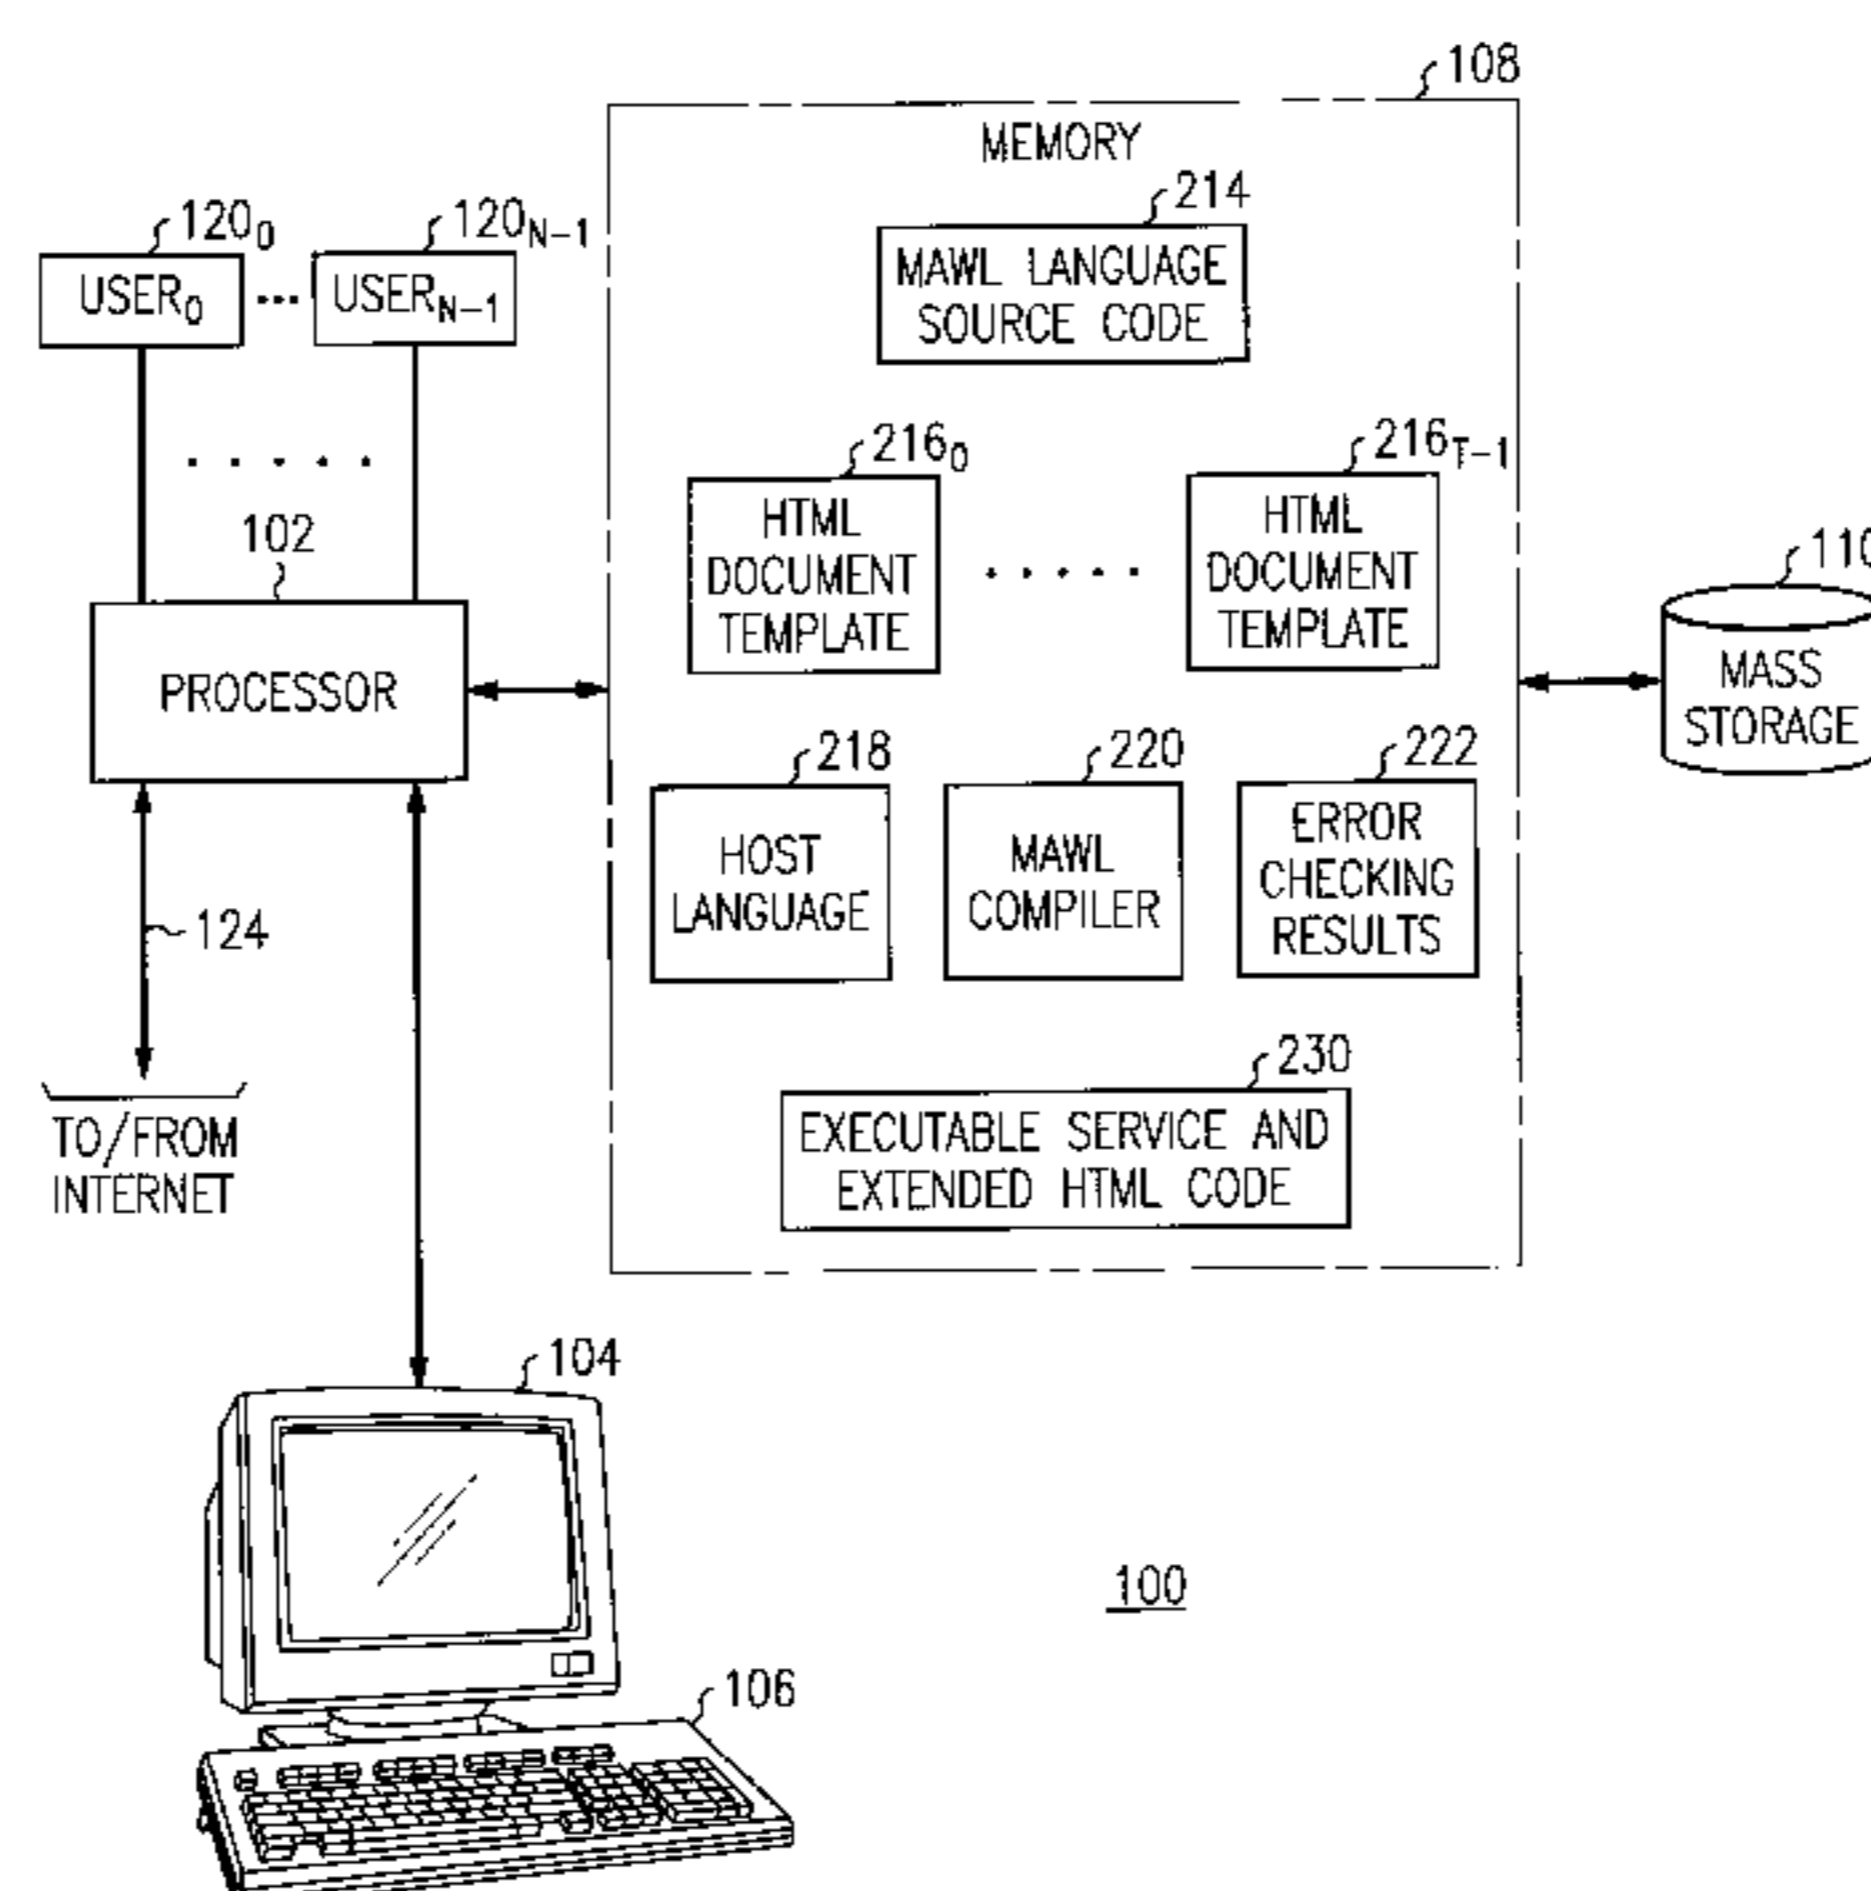 108
MEMORY
214
MAWL LANGUAGE
SOURCE CODE
120₀
120N-1
USER₀ ... USERN-1
216₀
216T-1
HTML
DOCUMENT
TEMPLATE
.....
HTML
DOCUMENT
TEMPLATE
102
PROCESSOR
110
MASS
STORAGE
218
HOST
LANGUAGE
220
MAWL
COMPILER
222
ERROR
CHECKING
RESULTS
124
TO/FROM
INTERNET
230
EXECUTABLE SERVICE AND
EXTENDED HTML CODE
104
100
106